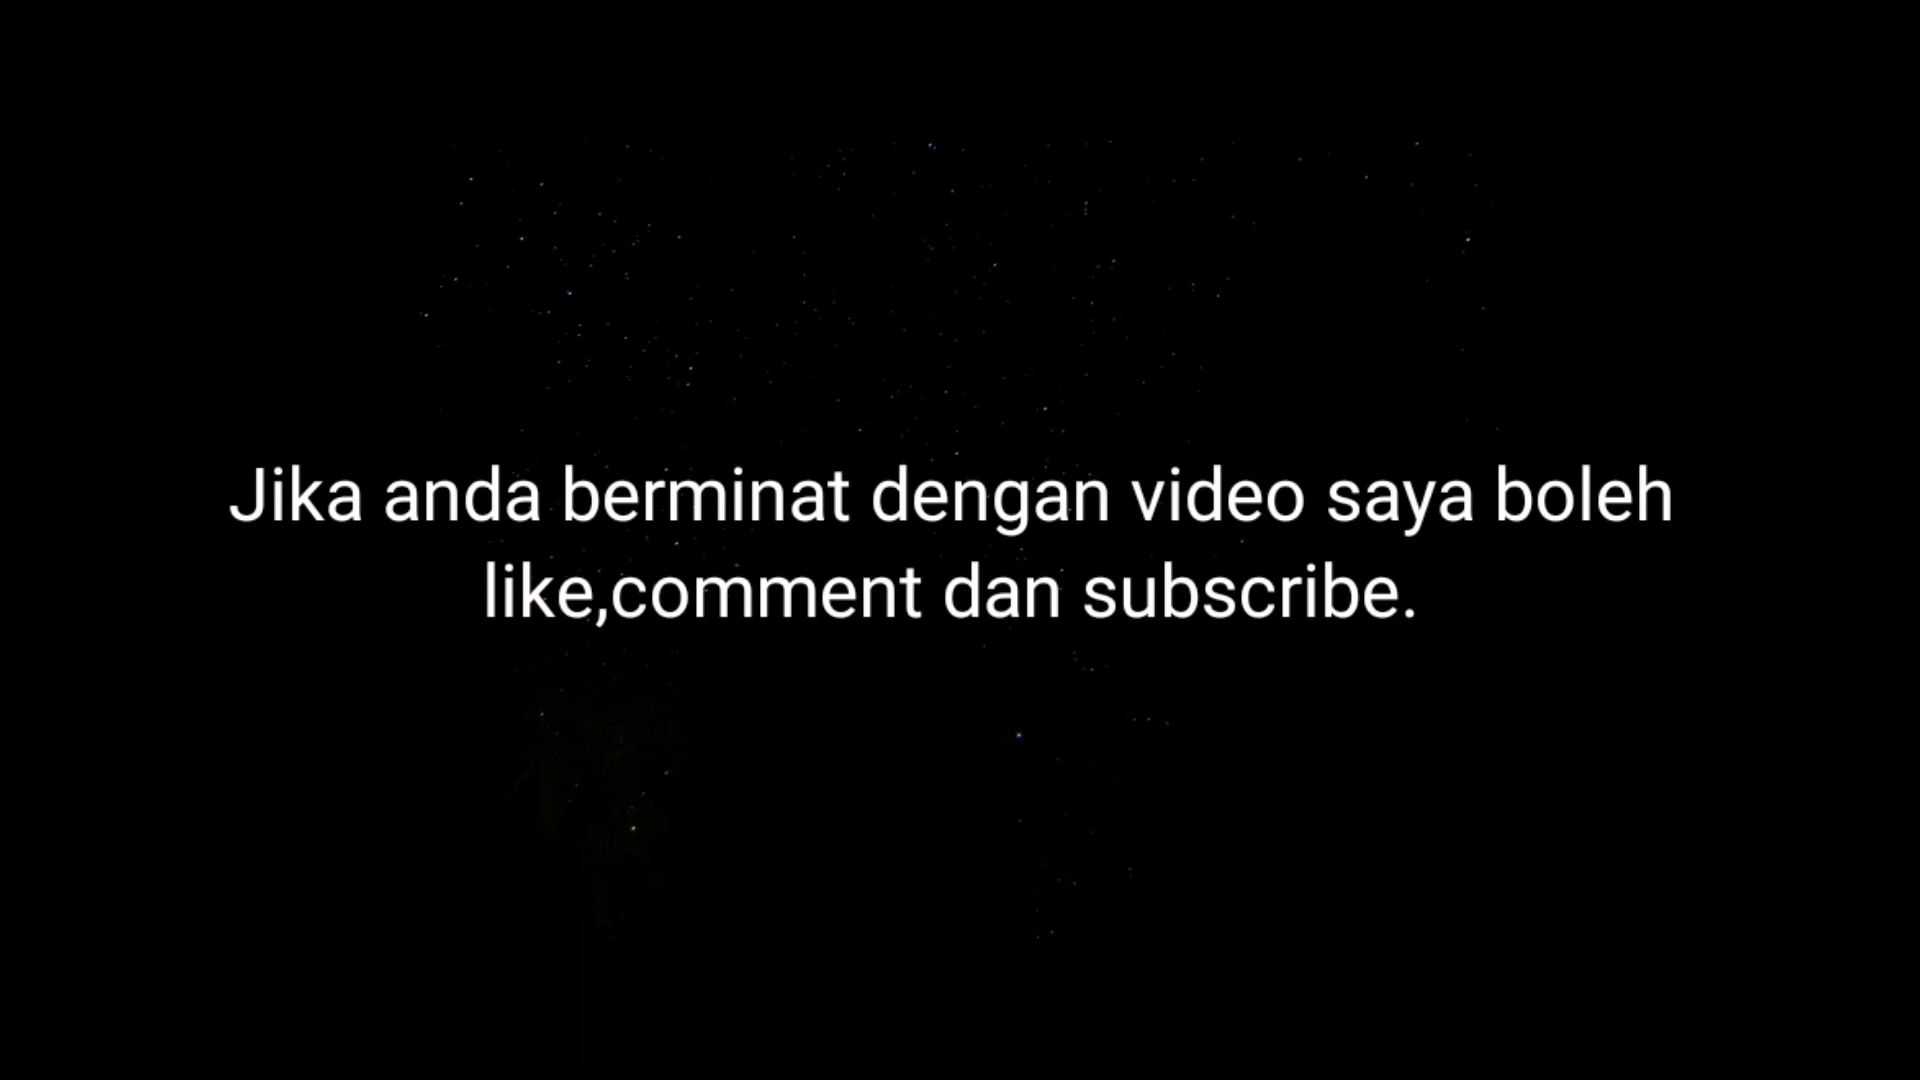 Jika anda berminat dengan video saya boleh
like,comment dan subscribe.